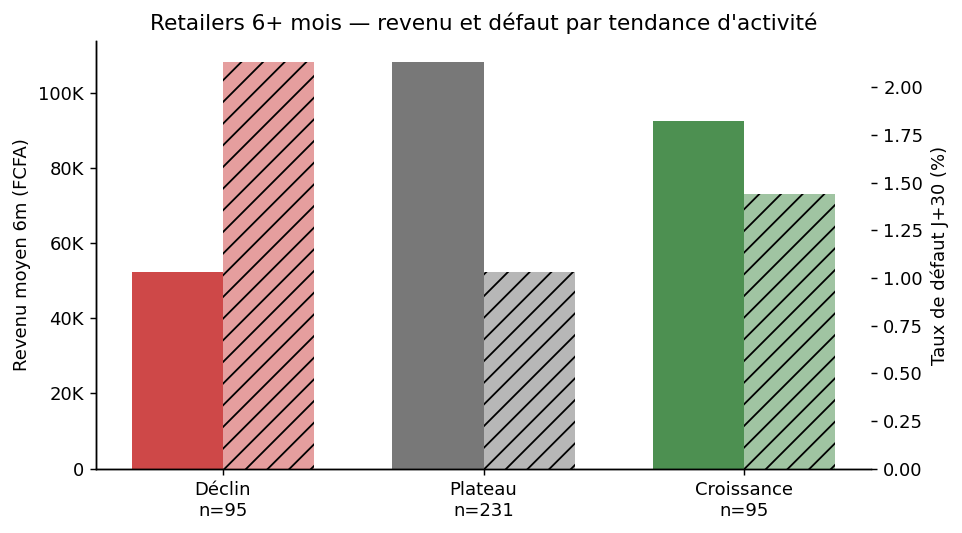 Retailers 6+ mois — revenu et défaut par tendance d'activité
Revenu moyen 6m (FCFA)
100K
80K
60K
40K
20K
0
2.00
1.75
1.50
1.25
1.00
0.75
0.50
0.25
0.00
Taux de défaut J+30 (%)
Déclin
n=95
Plateau
n=231
Croissance
n=95